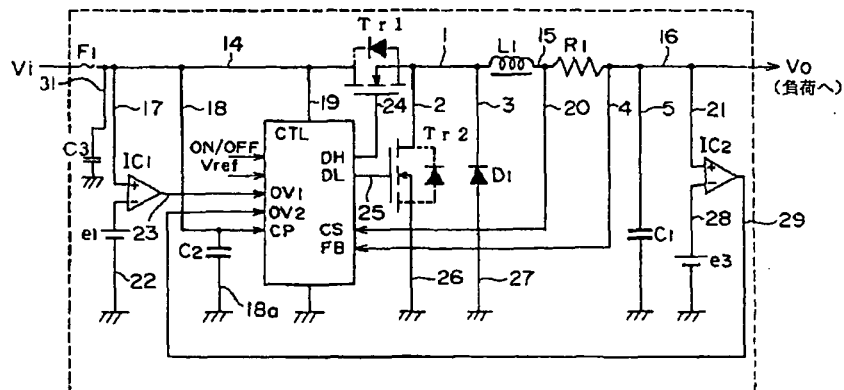 Tr1
F1
14
1
L1
15
R1
16
Vi
Vo
(負荷へ)
31
17
18
19
24
2
3
20
4
5
21
CTL
Tr2
ON/OFF
Vref
DH
DL
C3
IC1
IC2
OV1
OV2
25
D1
CP
CS
FB
23
28
29
e1
C2
C1
e3
22
18a
26
27